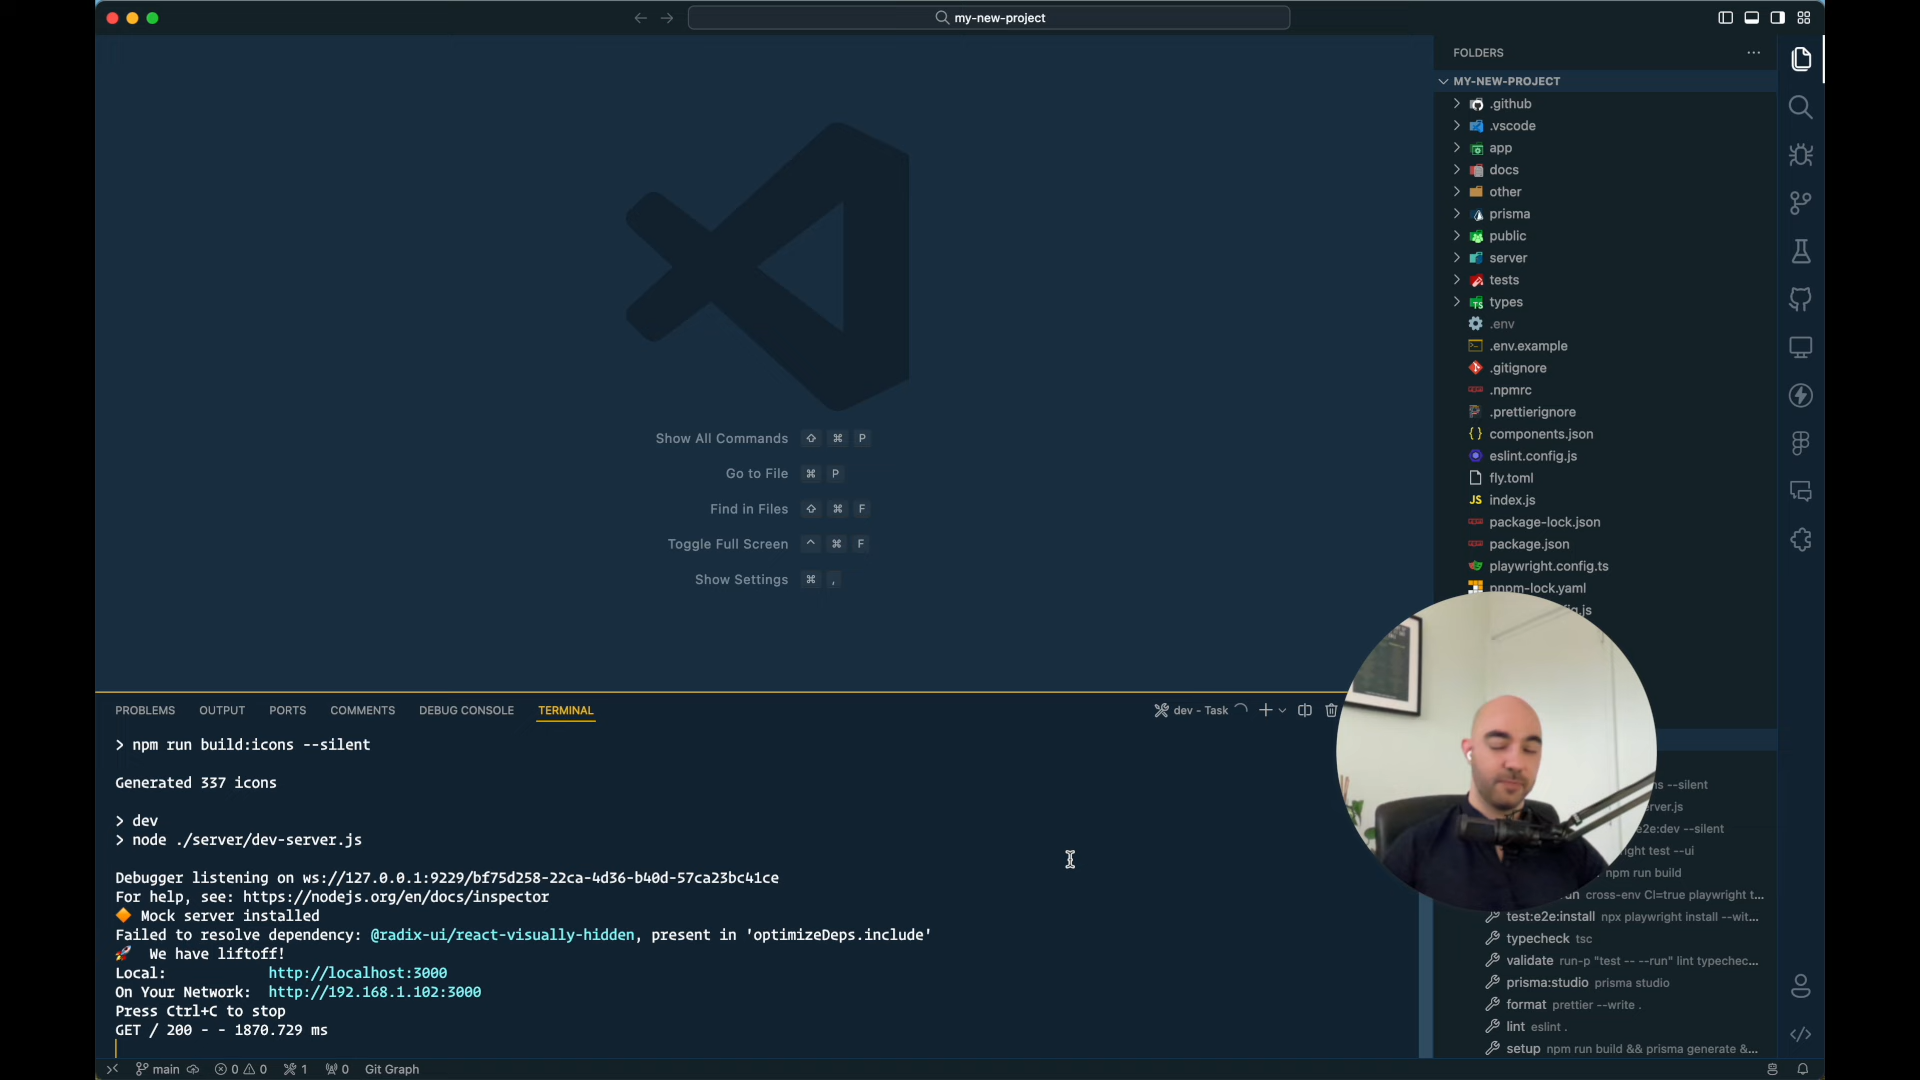 my-new-project
FOLDERS
MY-NEW-PROJECT
.github
.vscode
app
docs
other
prisma
public
server
tests
types
.env
.env.example
.gitignore
.npmrc
.prettierignore
components.json
eslint.config.js
fly.toml
index.js
package-lock.json
package.json
playwright.config.ts
pnpm-lock.yaml
Show All Commands ⇧ ⌘ P
Go to File ⌘ P
Find in Files ⇧ ⌘ F
Toggle Full Screen ^ ⌘ F
Show Settings ⌘ ,
PROBLEMS OUTPUT PORTS COMMENTS DEBUG CONSOLE TERMINAL
dev - Task
> npm run build:icons --silent
Generated 337 icons
> dev
> node ./server/dev-server.js
Debugger listening on ws://127.0.0.1:9229/bf75d258-22ca-4d36-b40d-57ca23bc41ce
For help, see: https://nodejs.org/en/docs/inspector
🔶 Mock server installed
Failed to resolve dependency: @radix-ui/react-visually-hidden, present in 'optimizeDeps.include'
🚀 We have liftoff!
Local: http://localhost:3000
On Your Network: http://192.168.1.102:3000
Press Ctrl+C to stop
GET / 200 - - 1870.729 ms
--silent
e2e:dev --silent
test --ui
npm run build
cross-env CI=true playwright t...
test:e2e:install npx playwright install --wit...
typecheck tsc
validate run-p "test -- --run" lint typechec...
prisma:studio prisma studio
format prettier --write .
lint eslint .
setup npm run build && prisma generate &...
main 0 0 1 0 Git Graph